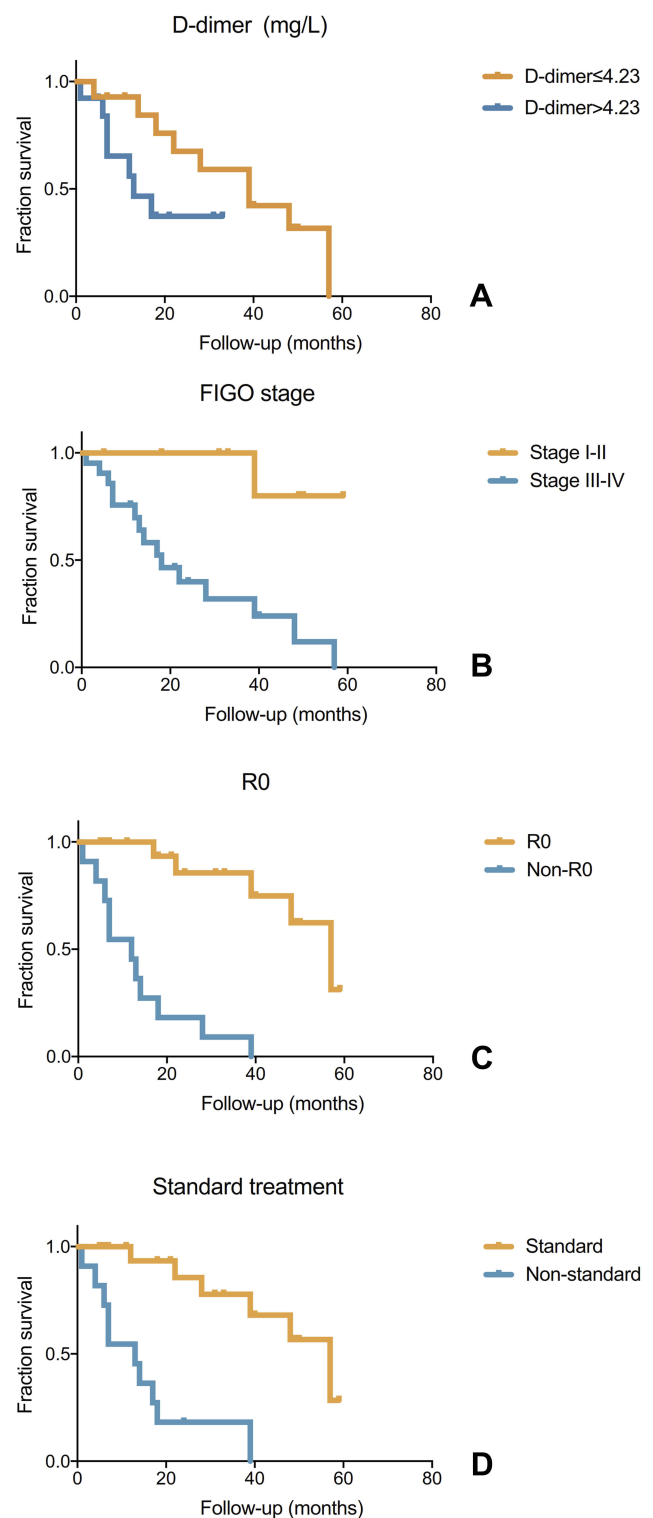 D-dimer (mg/L)
D-dimer≤4.23
D-dimer>4.23
Fraction survival
1.0
0.5
0.0
0 20 40 60 80
Follow-up (months)
A
FIGO stage
Stage I-II
Stage III-IV
Fraction survival
1.0
0.5
0.0
0 20 40 60 80
Follow-up (months)
B
R0
R0
Non-R0
Fraction survival
1.0
0.5
0.0
0 20 40 60 80
Follow-up (months)
C
Standard treatment
Standard
Non-standard
Fraction survival
1.0
0.5
0.0
0 20 40 60 80
Follow-up (months)
D